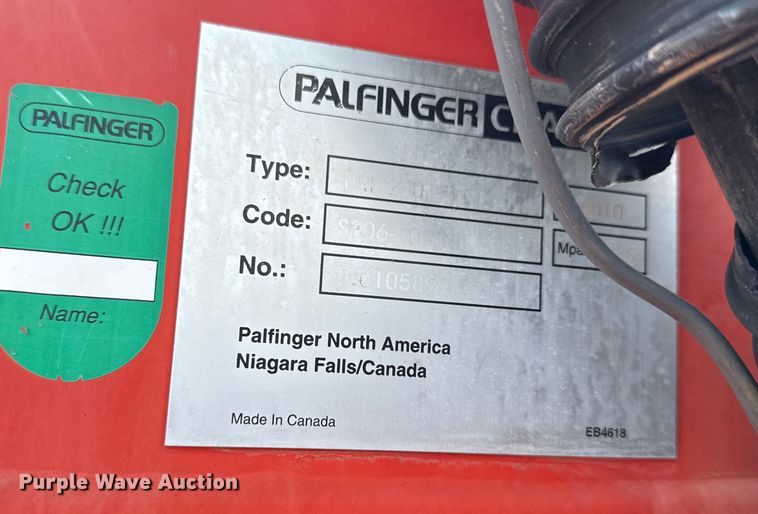 PALFINGER
Check
OK !!!
Name:
PALFINGER
Type:
Code:
No.:
Mpa
Palfinger North America
Niagara Falls/Canada
Made In Canada
EB4618
Purple Wave Auction